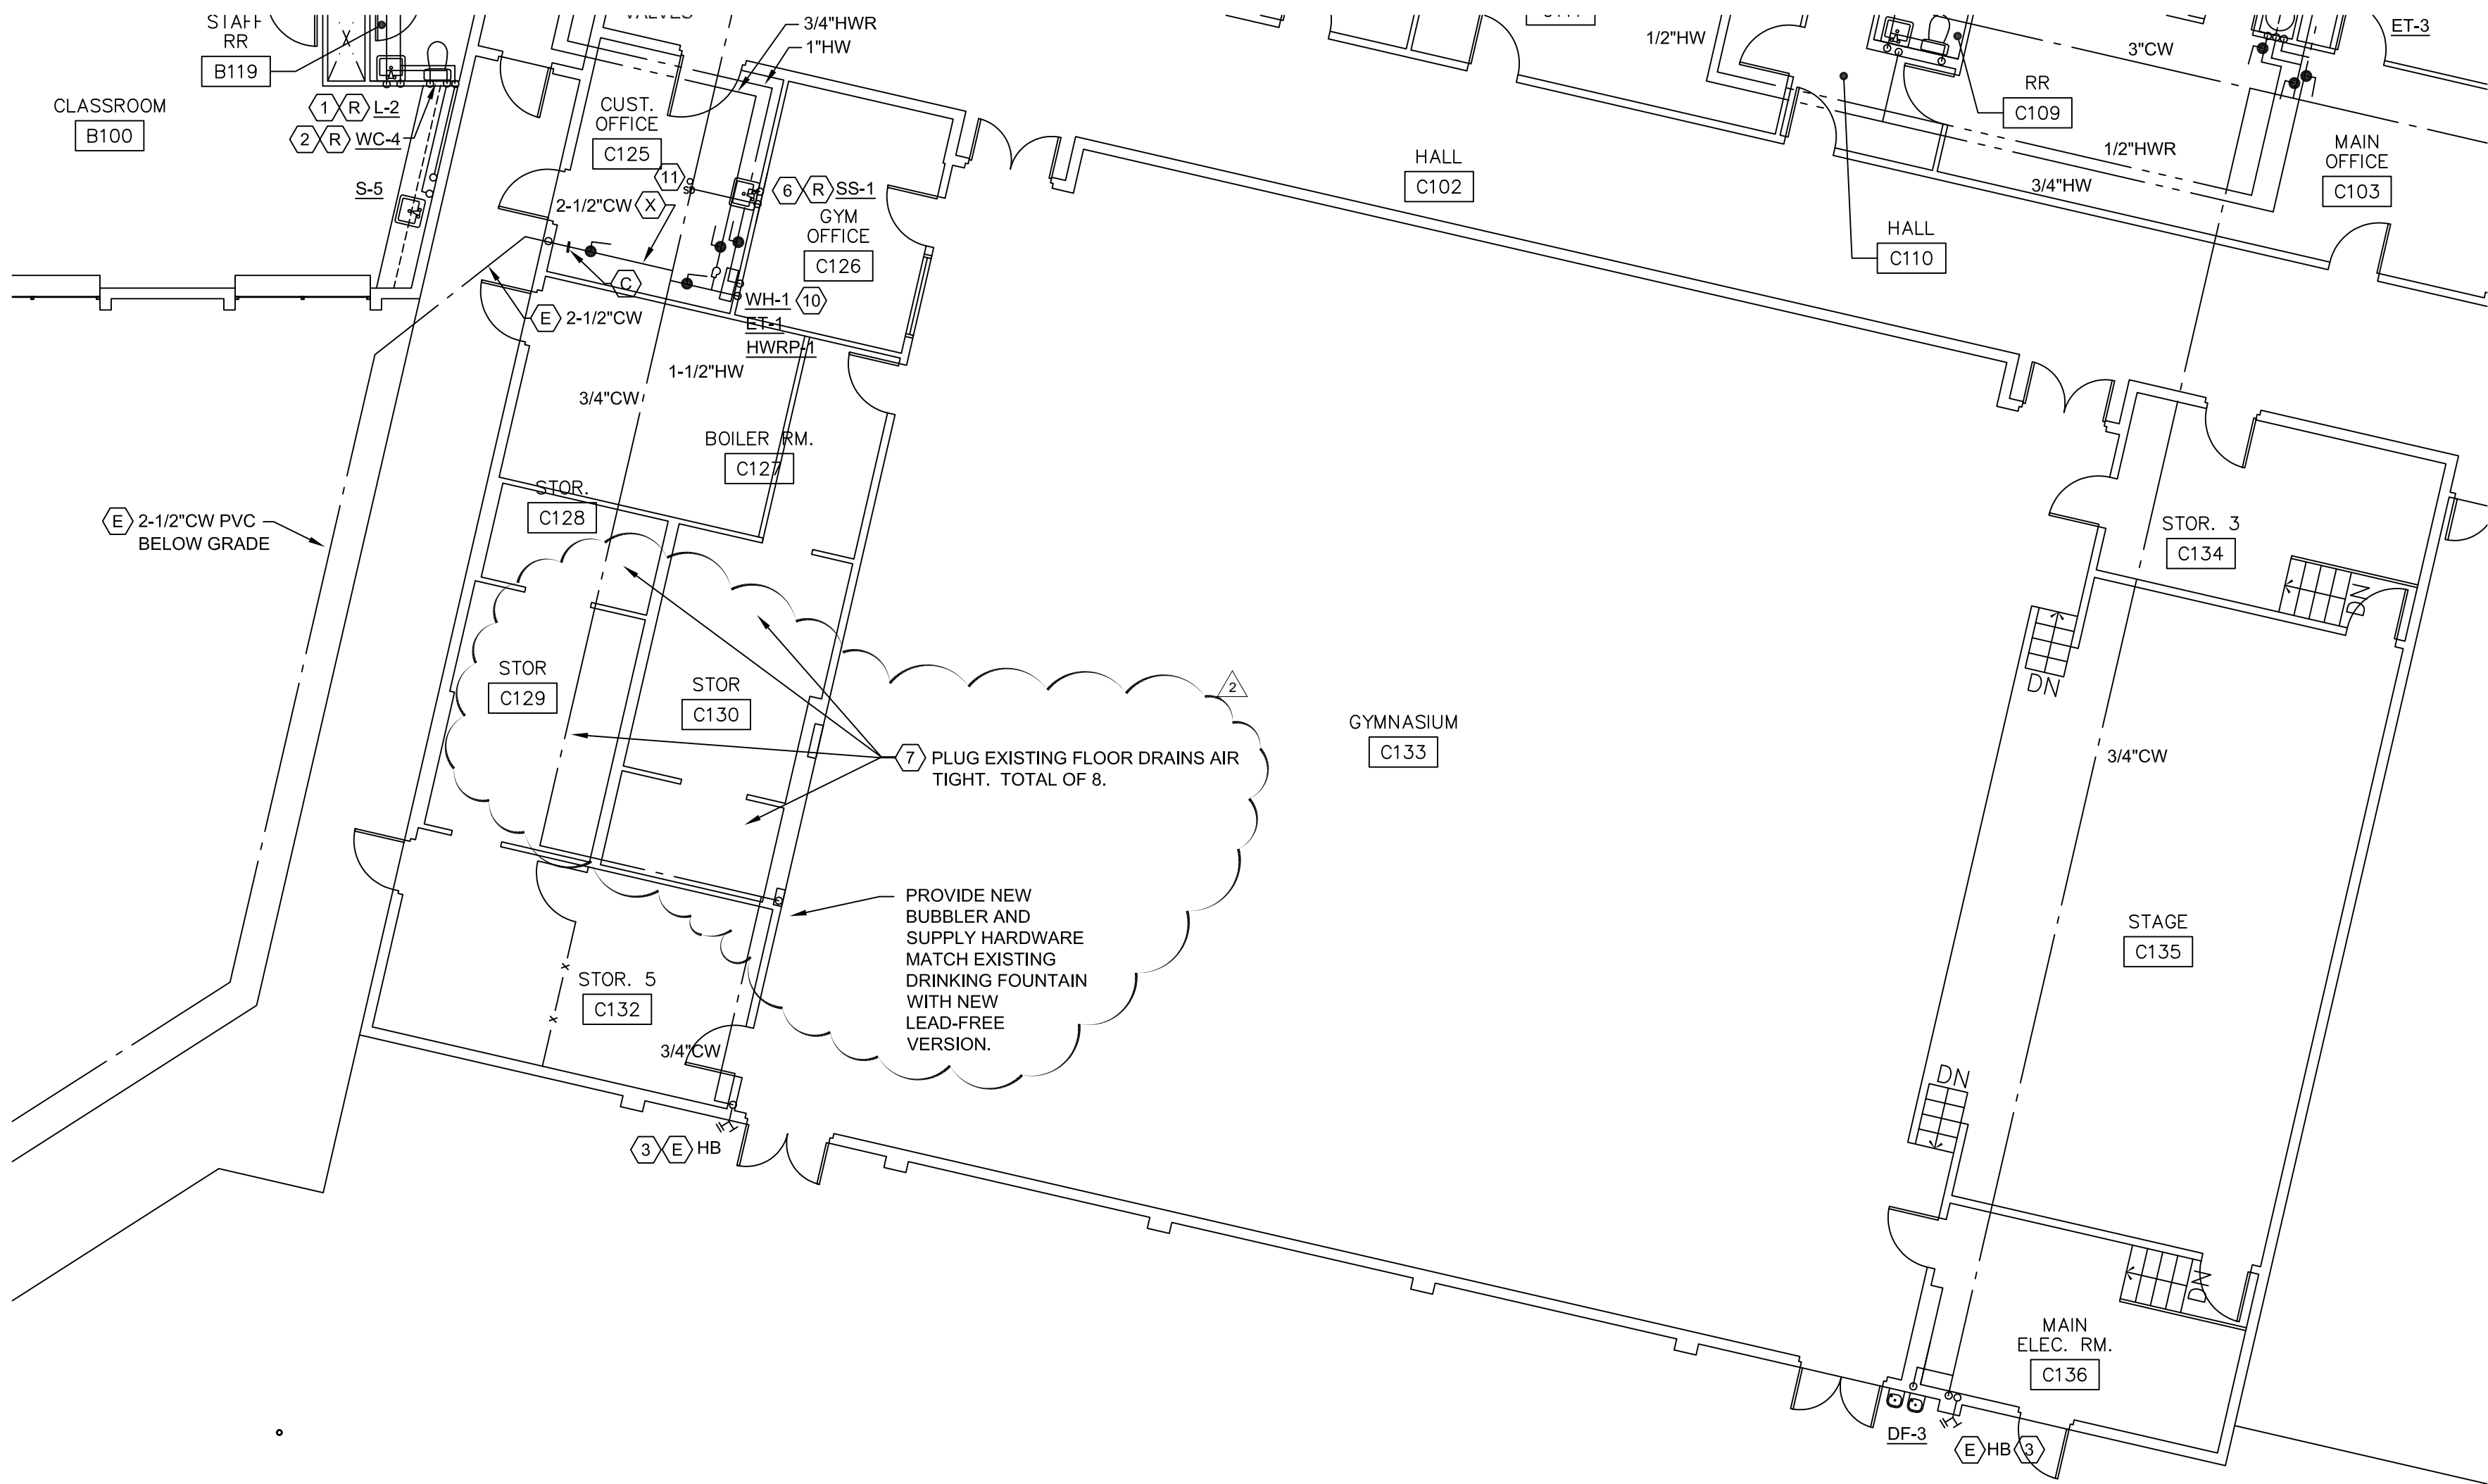 STAFF
RR
B119
CLASSROOM
B100
1 R L-2
2 R WC-4
S-5
3/4"HWR
1"HW
CUST.
OFFICE
C125
11
SD
2-1/2"CW X
6 R SS-1
GYM
OFFICE
C126
C
E 2-1/2"CW
WH-1 10
ET-1
HWRP-1
1-1/2"HW
3/4"CW
BOILER RM.
C127
STOR.
C128
E 2-1/2"CW PVC
BELOW GRADE
STOR
C129
STOR
C130
7 PLUG EXISTING FLOOR DRAINS AIR
TIGHT. TOTAL OF 8.
2
PROVIDE NEW
BUBBLER AND
SUPPLY HARDWARE
MATCH EXISTING
DRINKING FOUNTAIN
WITH NEW
LEAD-FREE
VERSION.
STOR. 5
C132
x
x
3/4"CW
3 E HB
HALL
C102
1/2"HW
3"CW
ET-3
RR
C109
1/2"HWR
3/4"HW
MAIN
OFFICE
C103
HALL
C110
GYMNASIUM
C133
STOR. 3
C134
DN
DN
3/4"CW
STAGE
C135
DN
DN
MAIN
ELEC. RM.
C136
DF-3
E HB 3